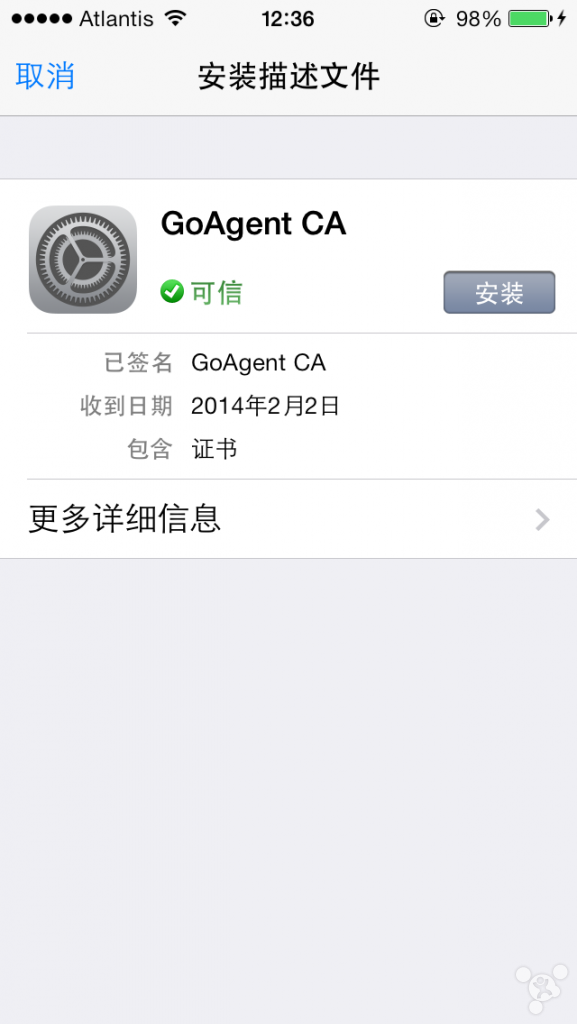 Atlantis 12:36 98%
取消 安装描述文件
GoAgent CA
可信 安装
已签名 GoAgent CA
收到日期 2014年2月2日
包含 证书
更多详细信息